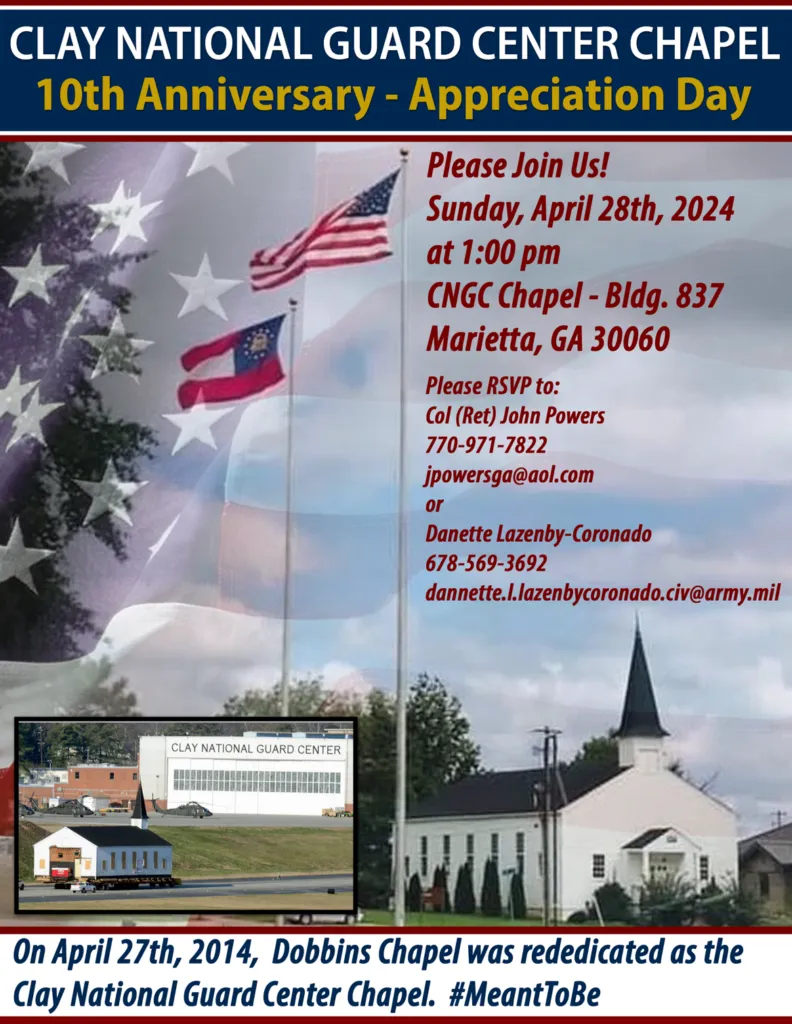 CLAY NATIONAL GUARD CENTER CHAPEL
10th Anniversary - Appreciation Day
Please Join Us!
Sunday, April 28th, 2024
at 1:00 pm
CNGC Chapel - Bldg. 837
Marietta, GA 30060
Please RSVP to:
Col (Ret) John Powers
770-971-7822
jpowersga@aol.com
or
Danette Lazenby-Coronado
678-569-3692
dannette.l.lazenbycoronado.civ@army.mil
CLAY NATIONAL GUARD CENTER
On April 27th, 2014, Dobbins Chapel was rededicated as the
Clay National Guard Center Chapel. #MeantToBe